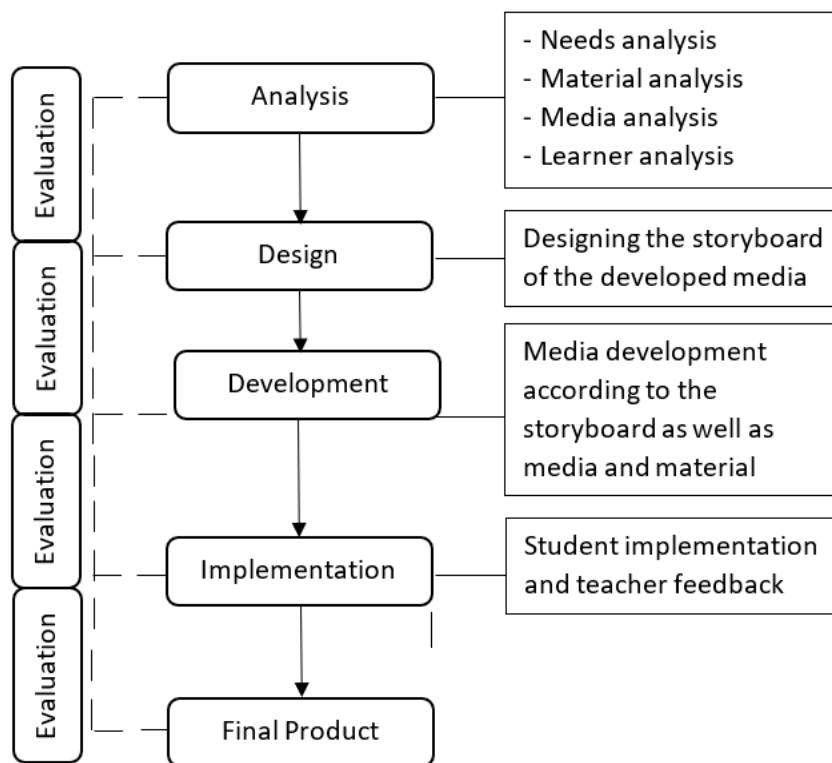 Evaluation
Evaluation
Evaluation
Evaluation
Analysis
- Needs analysis
- Material analysis
- Media analysis
- Learner analysis
Design
Designing the storyboard
of the developed media
Development
Media development
according to the
storyboard as well as
media and material
Implementation
Student implementation
and teacher feedback
Final Product